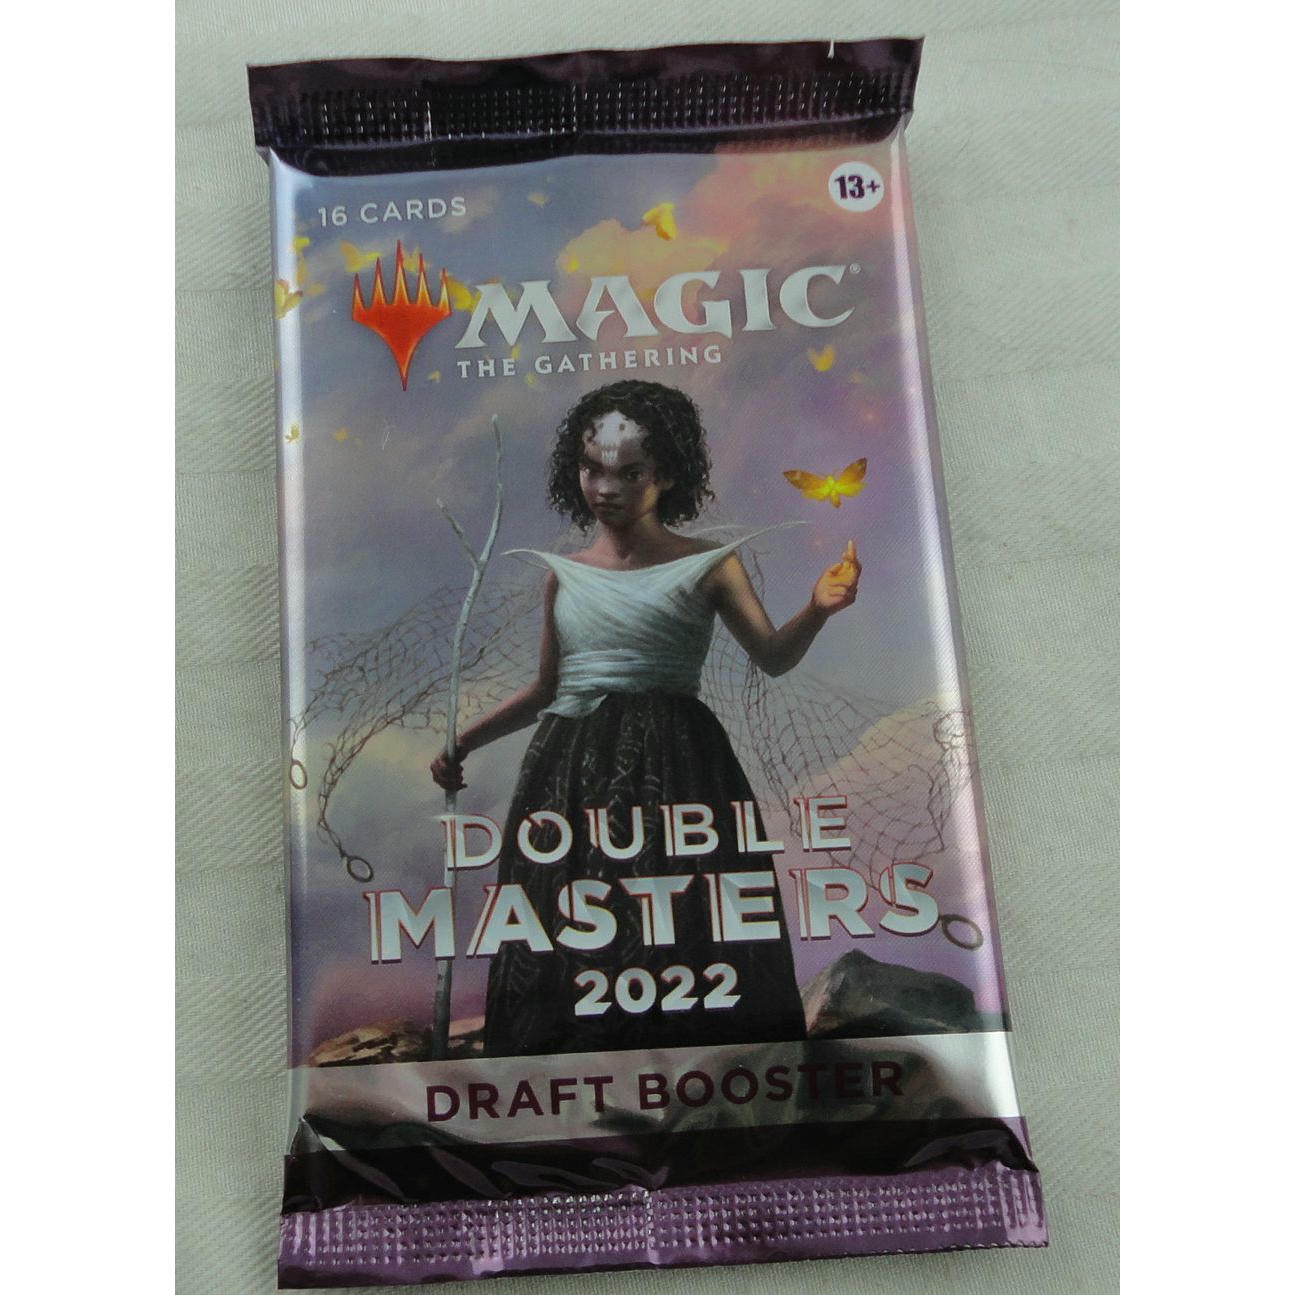 16 CARDS
13+
MAGIC®
THE GATHERING
DOUBLE
MASTERS
2022
DRAFT BOOSTER